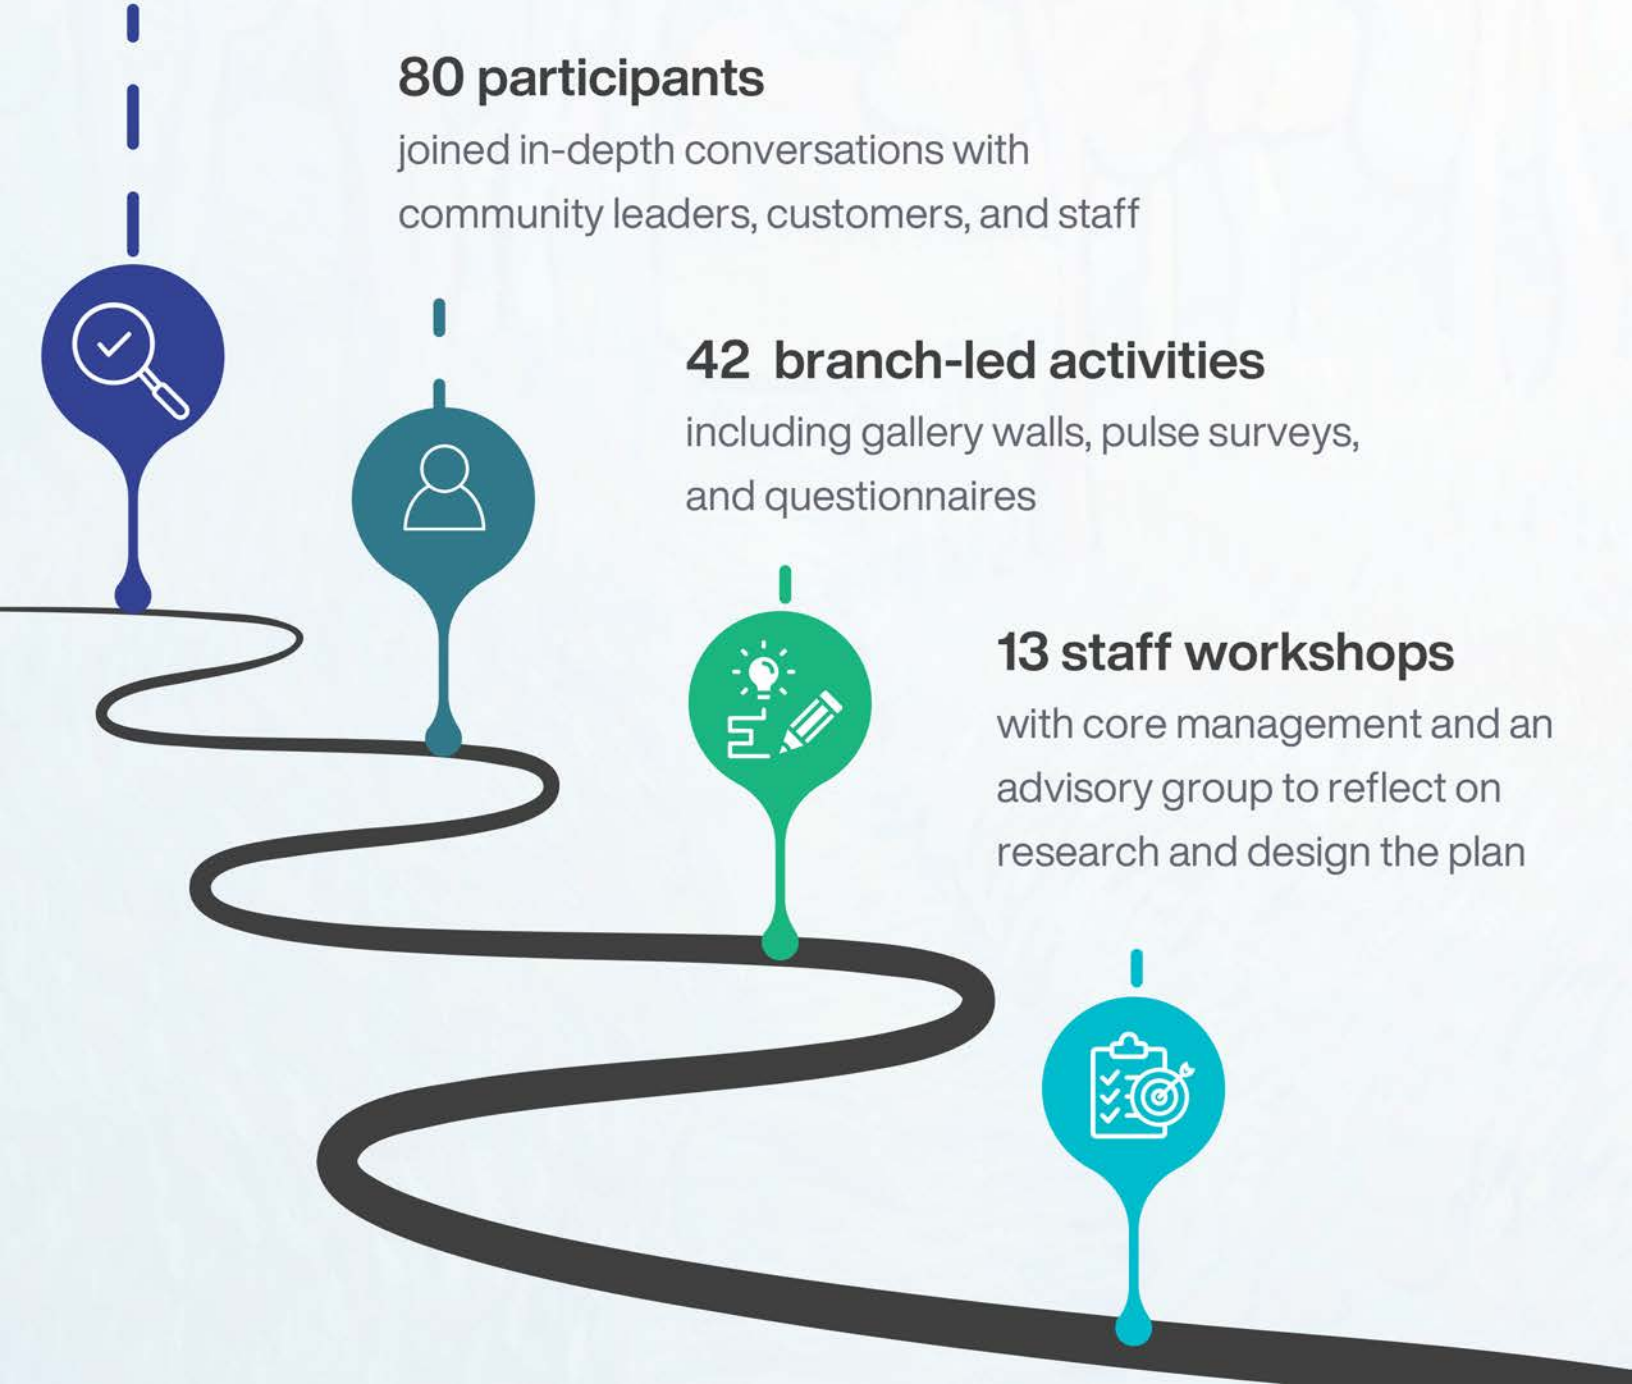 80 participants
joined in-depth conversations with
community leaders, customers, and staff
42 branch-led activities
including gallery walls, pulse surveys,
and questionnaires
13 staff workshops
with core management and an
advisory group to reflect on
research and design the plan